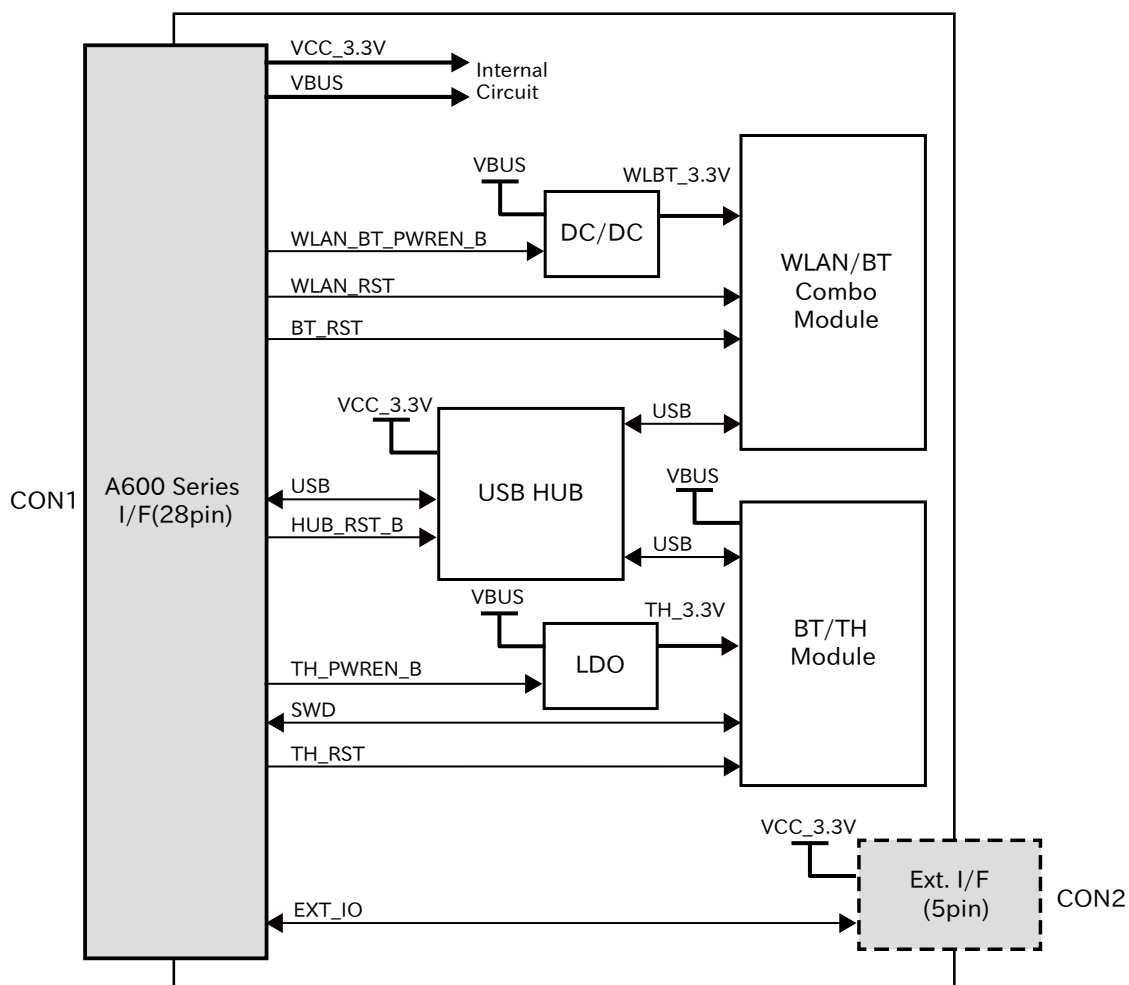 VCC_3.3V
VBUS
Internal
Circuit
VBUS
WLBT_3.3V
DC/DC
WLAN_BT_PWREN_B
WLAN_RST
BT_RST
WLAN/BT
Combo
Module
VCC_3.3V
USB
USB HUB
CON1
A600 Series
I/F(28pin)
USB
HUB_RST_B
VBUS
USB
VBUS
TH_3.3V
LDO
BT/TH
Module
TH_PWREN_B
SWD
TH_RST
VCC_3.3V
Ext. I/F
(5pin)
CON2
EXT_IO